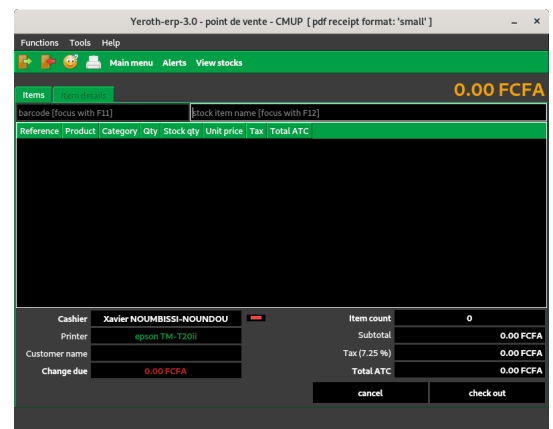 Yeroth-erp-3.0 - point de vente - CMUP [ pdf receipt format: 'small' ]
Functions Tools Help
Main menu Alerts View stocks
Items Item details 0.00 FCFA
barcode [focus with F11] stock item name [focus with F12]
Reference Product Category Qty Stock qty Unit price Tax Total ATC
Cashier Xavier NOUMBISSI-NOUNDOU Item count 0
Printer epson TM-T20ii Subtotal 0.00 FCFA
Customer name Tax (7.25 %) 0.00 FCFA
Change due 0.00 FCFA Total ATC 0.00 FCFA
cancel check out